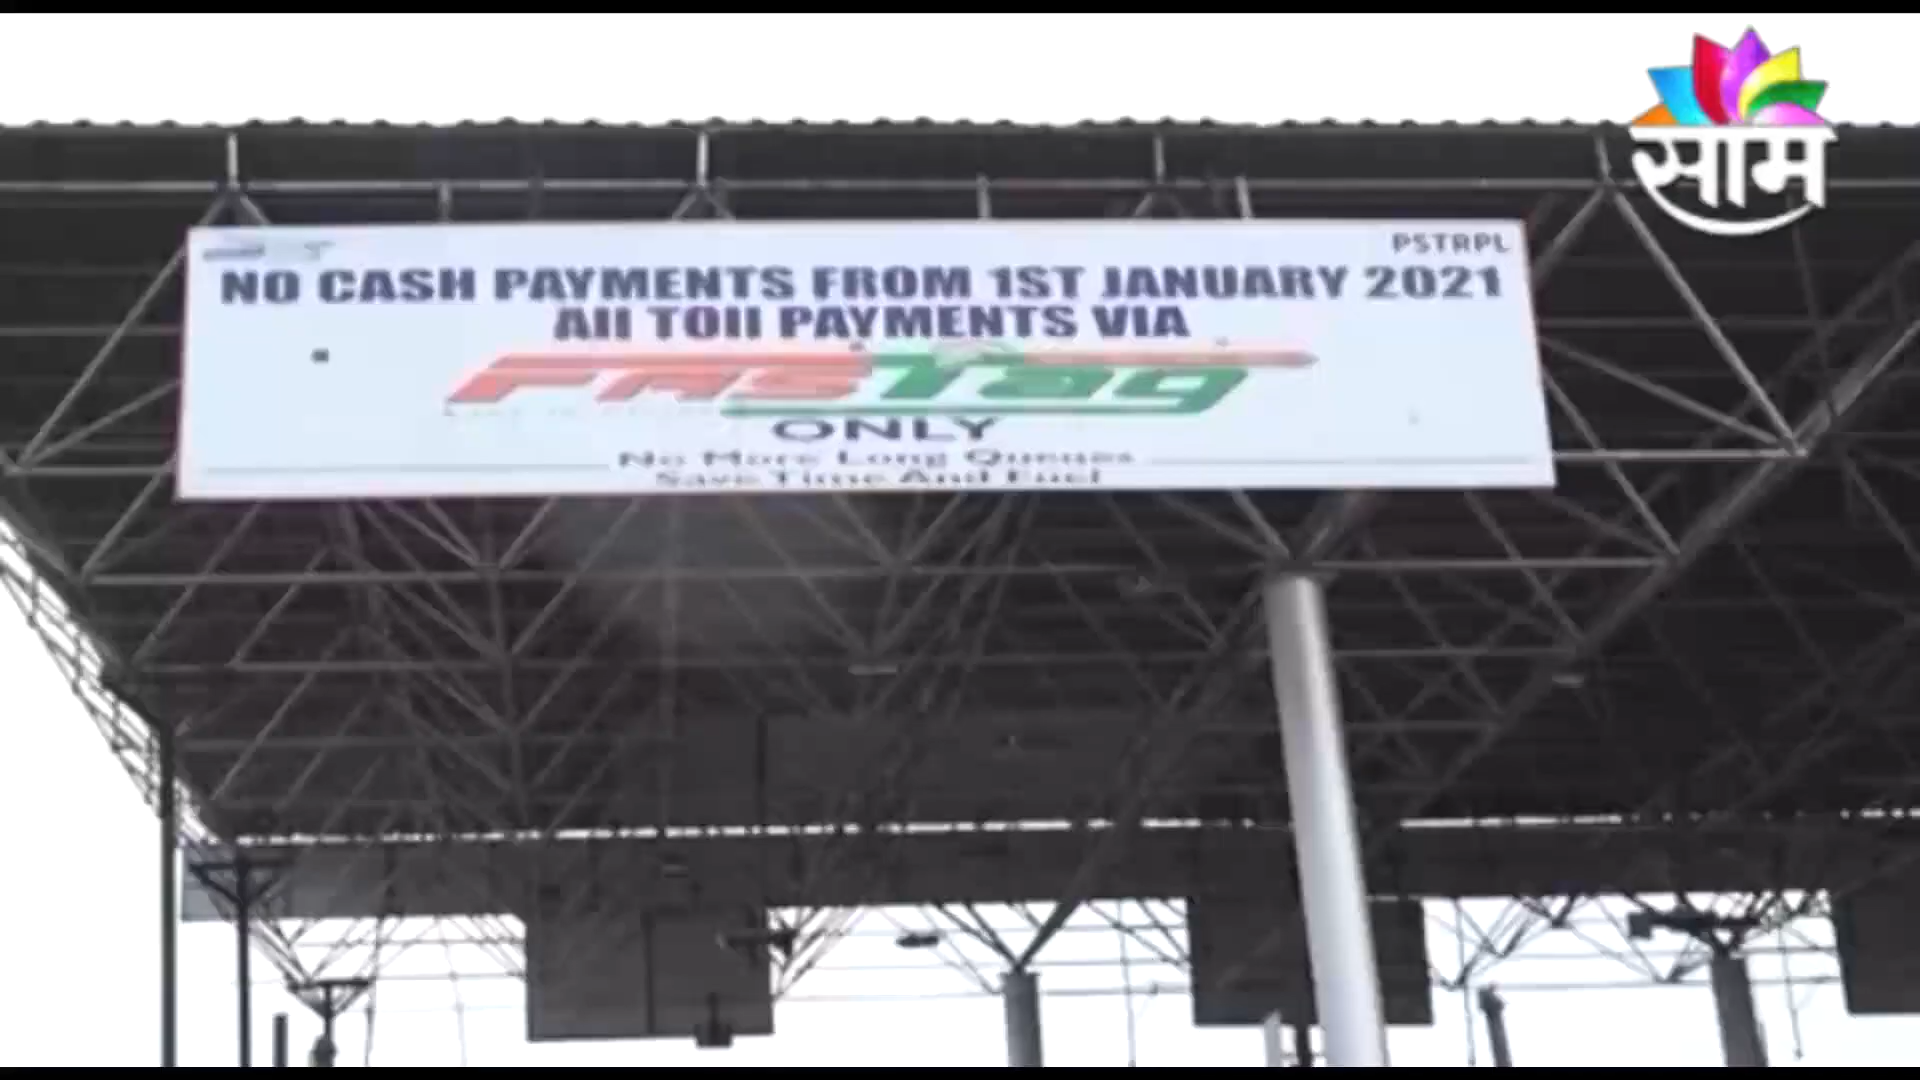 साम
PSTRPL
NO CASH PAYMENTS FROM 1ST JANUARY 2021
All TOll PAYMENTS VIA
FASTag
ONLY
No More Long Queues
Save Time And Fuel